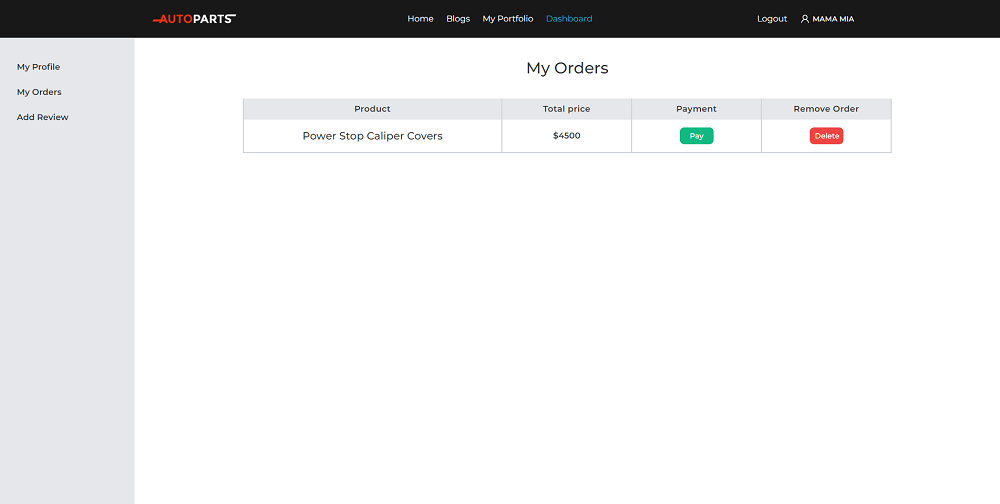 AUTOPARTS Home Blogs My Portfolio Dashboard Logout MAMA MIA
My Profile
My Orders
Add Review
My Orders
Product Total price Payment Remove Order
Power Stop Caliper Covers $4500 Pay Delete